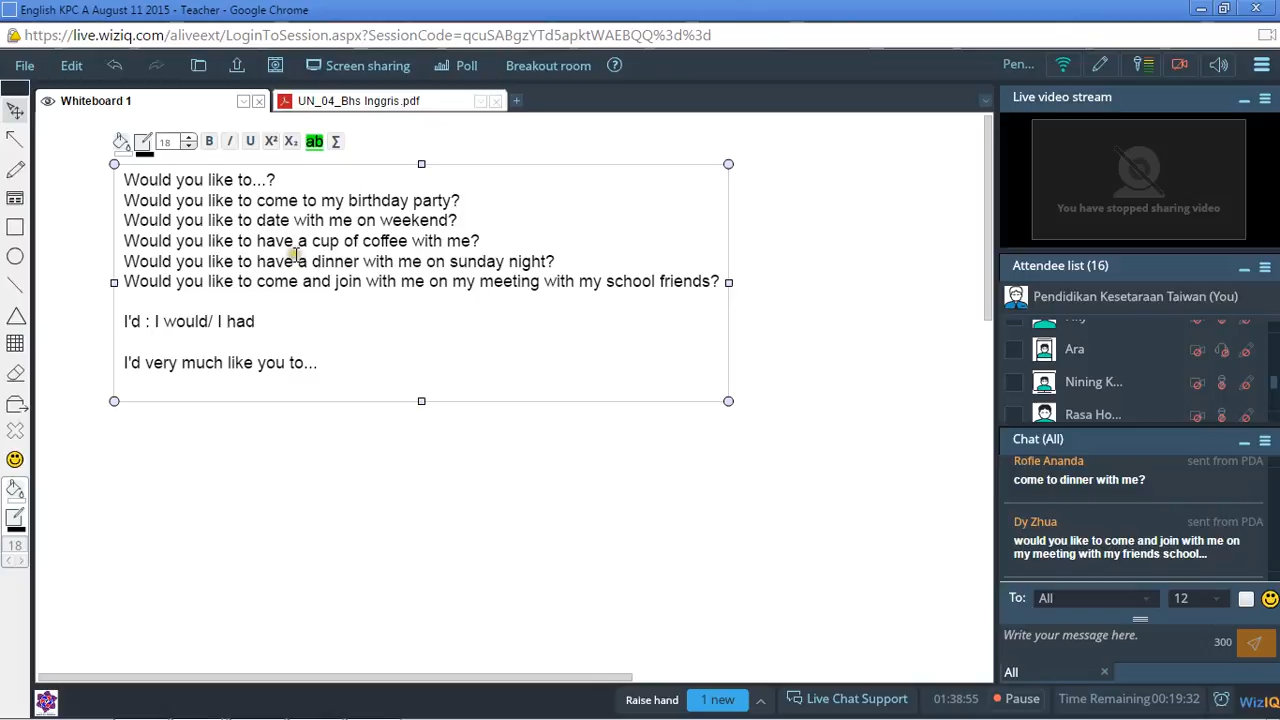 English KPC A August 11 2015 - Teacher - Google Chrome
https://live.wiziq.com/aliveext/LoginToSession.aspx?SessionCode=qcuSABgzYTd5apktWAEBQQ%3d%3d
File Edit Screen sharing Poll Breakout room ? Pen...
Whiteboard 1 UN_04_Bhs Inggris.pdf +
18 B I U X² X₂ ab Σ
Would you like to...?
Would you like to come to my birthday party?
Would you like to date with me on weekend?
Would you like to have a cup of coffee with me?
Would you like to have a dinner with me on sunday night?
Would you like to come and join with me on my meeting with my school friends?
I'd : I would/ I had
I'd very much like you to...
18
Live video stream
You have stopped sharing video
Attendee list (16)
Pendidikan Kesetaraan Taiwan (You)
Ara
Nining K...
Rasa Ho...
Chat (All)
Rofie Ananda sent from PDA
come to dinner with me?
Dy Zhua sent from PDA
would you like to come and join with me on
my meeting with my friends school...
To: All 12
Write your message here. 300
All
Raise hand 1 new Live Chat Support 01:38:55 Pause Time Remaining 00:19:32 WizIQ